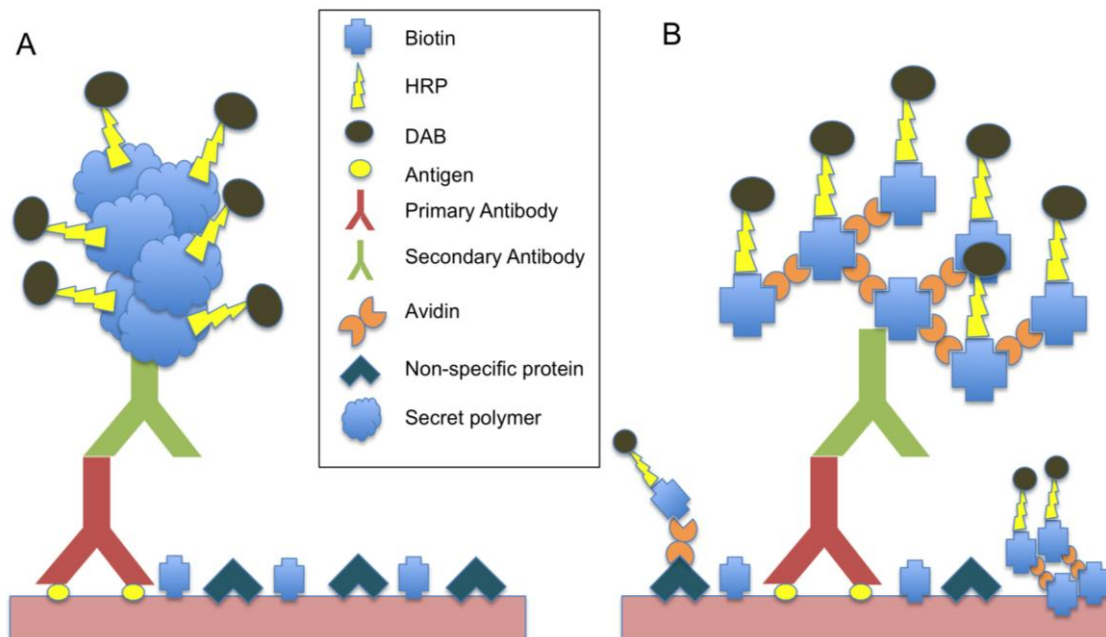 A
Biotin
HRP
DAB
Antigen
Primary Antibody
Secondary Antibody
Avidin
Non-specific protein
Secret polymer
B